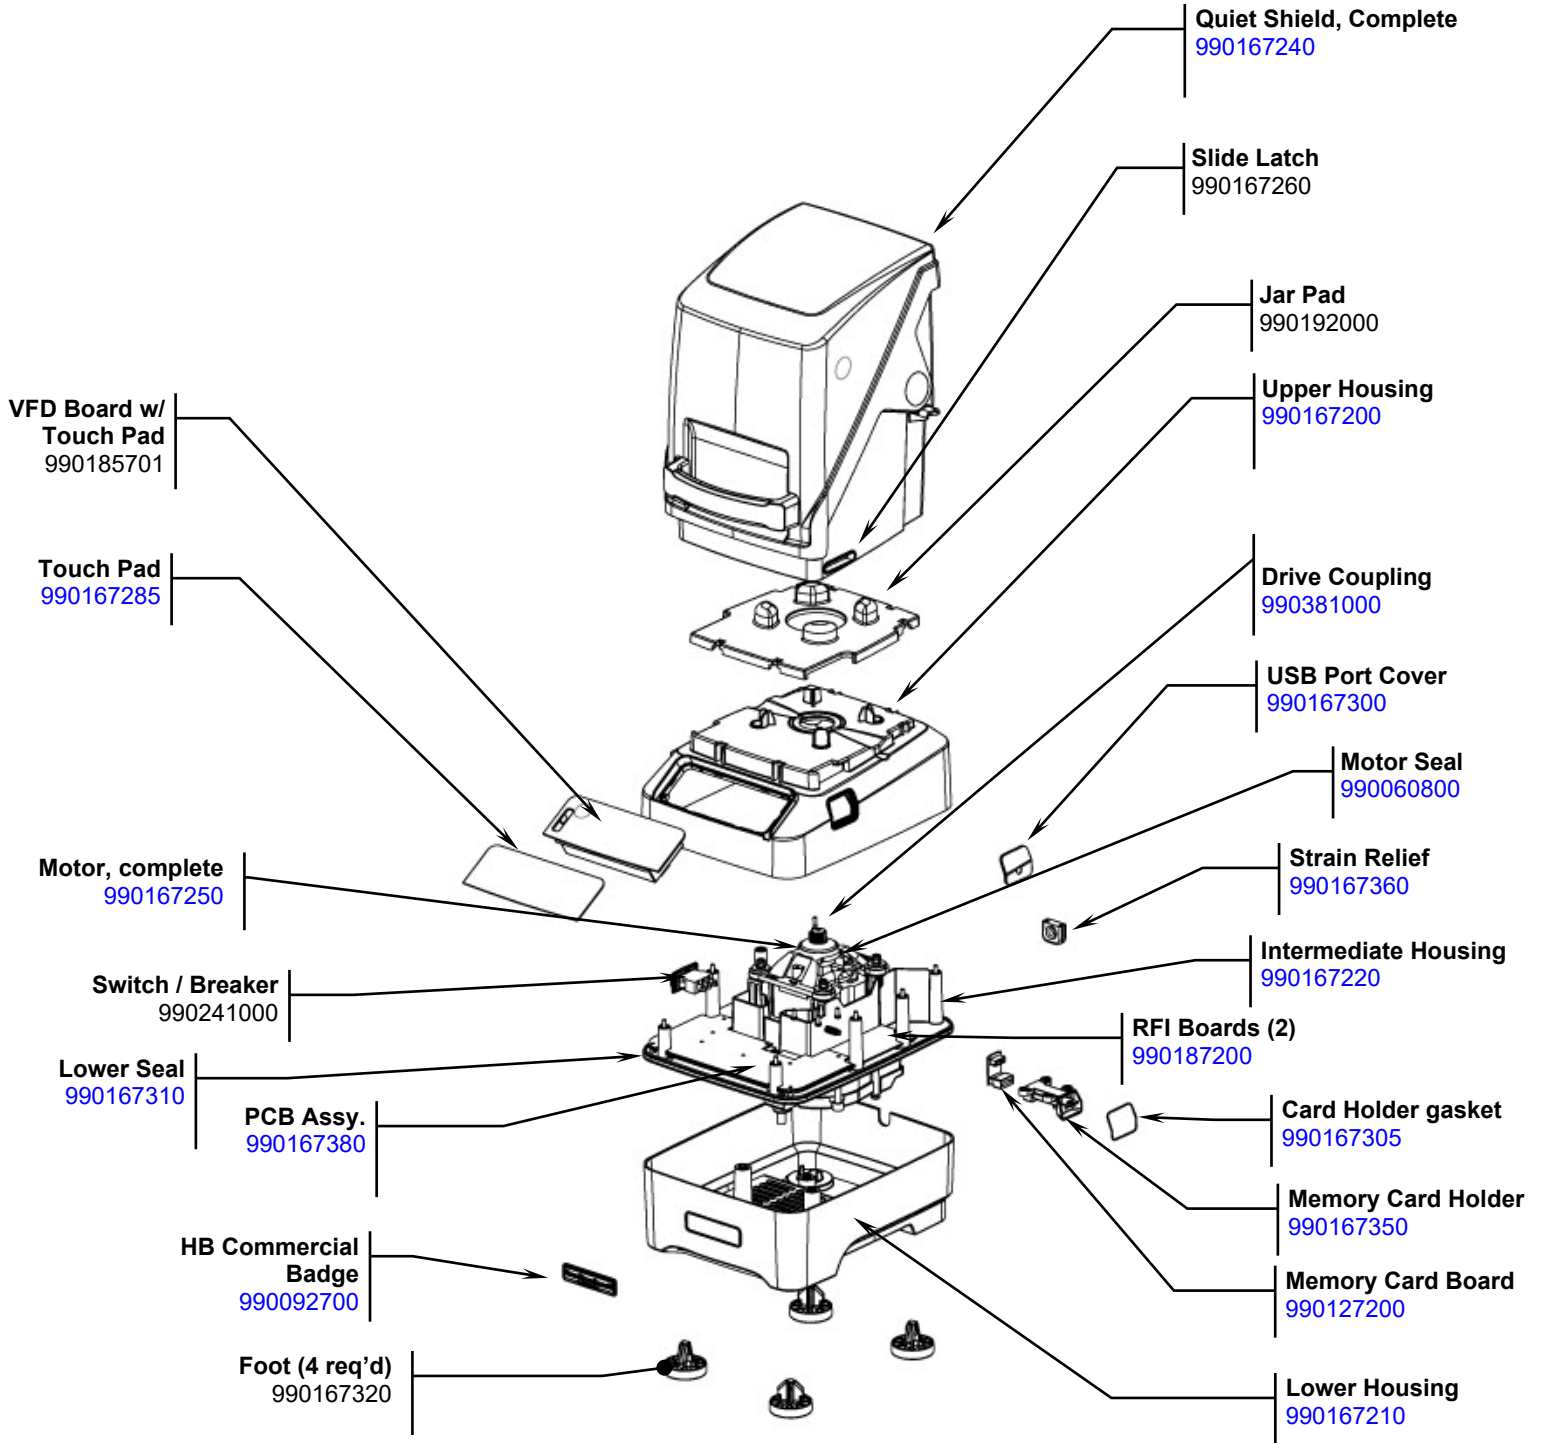 Quiet Shield, Complete
990167240
Slide Latch
990167260
Jar Pad
990192000
Upper Housing
990167200
VFD Board w/
Touch Pad
990185701
Touch Pad
990167285
Drive Coupling
990381000
USB Port Cover
990167300
Motor Seal
990060800
Motor, complete
990167250
Strain Relief
990167360
Switch / Breaker
990241000
Intermediate Housing
990167220
RFI Boards (2)
990187200
Lower Seal
990167310
PCB Assy.
990167380
Card Holder gasket
990167305
Memory Card Holder
990167350
HB Commercial
Badge
990092700
Memory Card Board
990127200
Foot (4 req’d)
990167320
Lower Housing
990167210